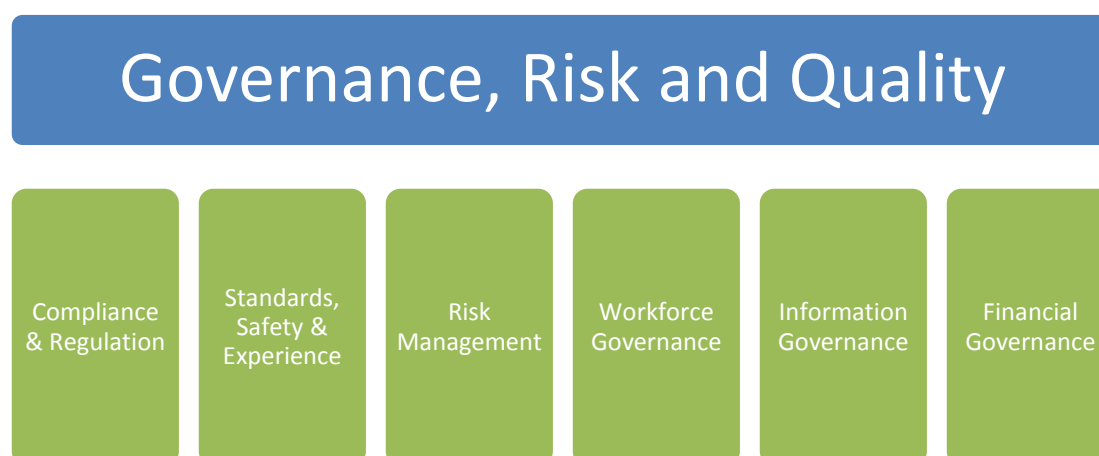 Governance, Risk and Quality
Compliance
& Regulation
Standards,
Safety &
Experience
Risk
Management
Workforce
Governance
Information
Governance
Financial
Governance